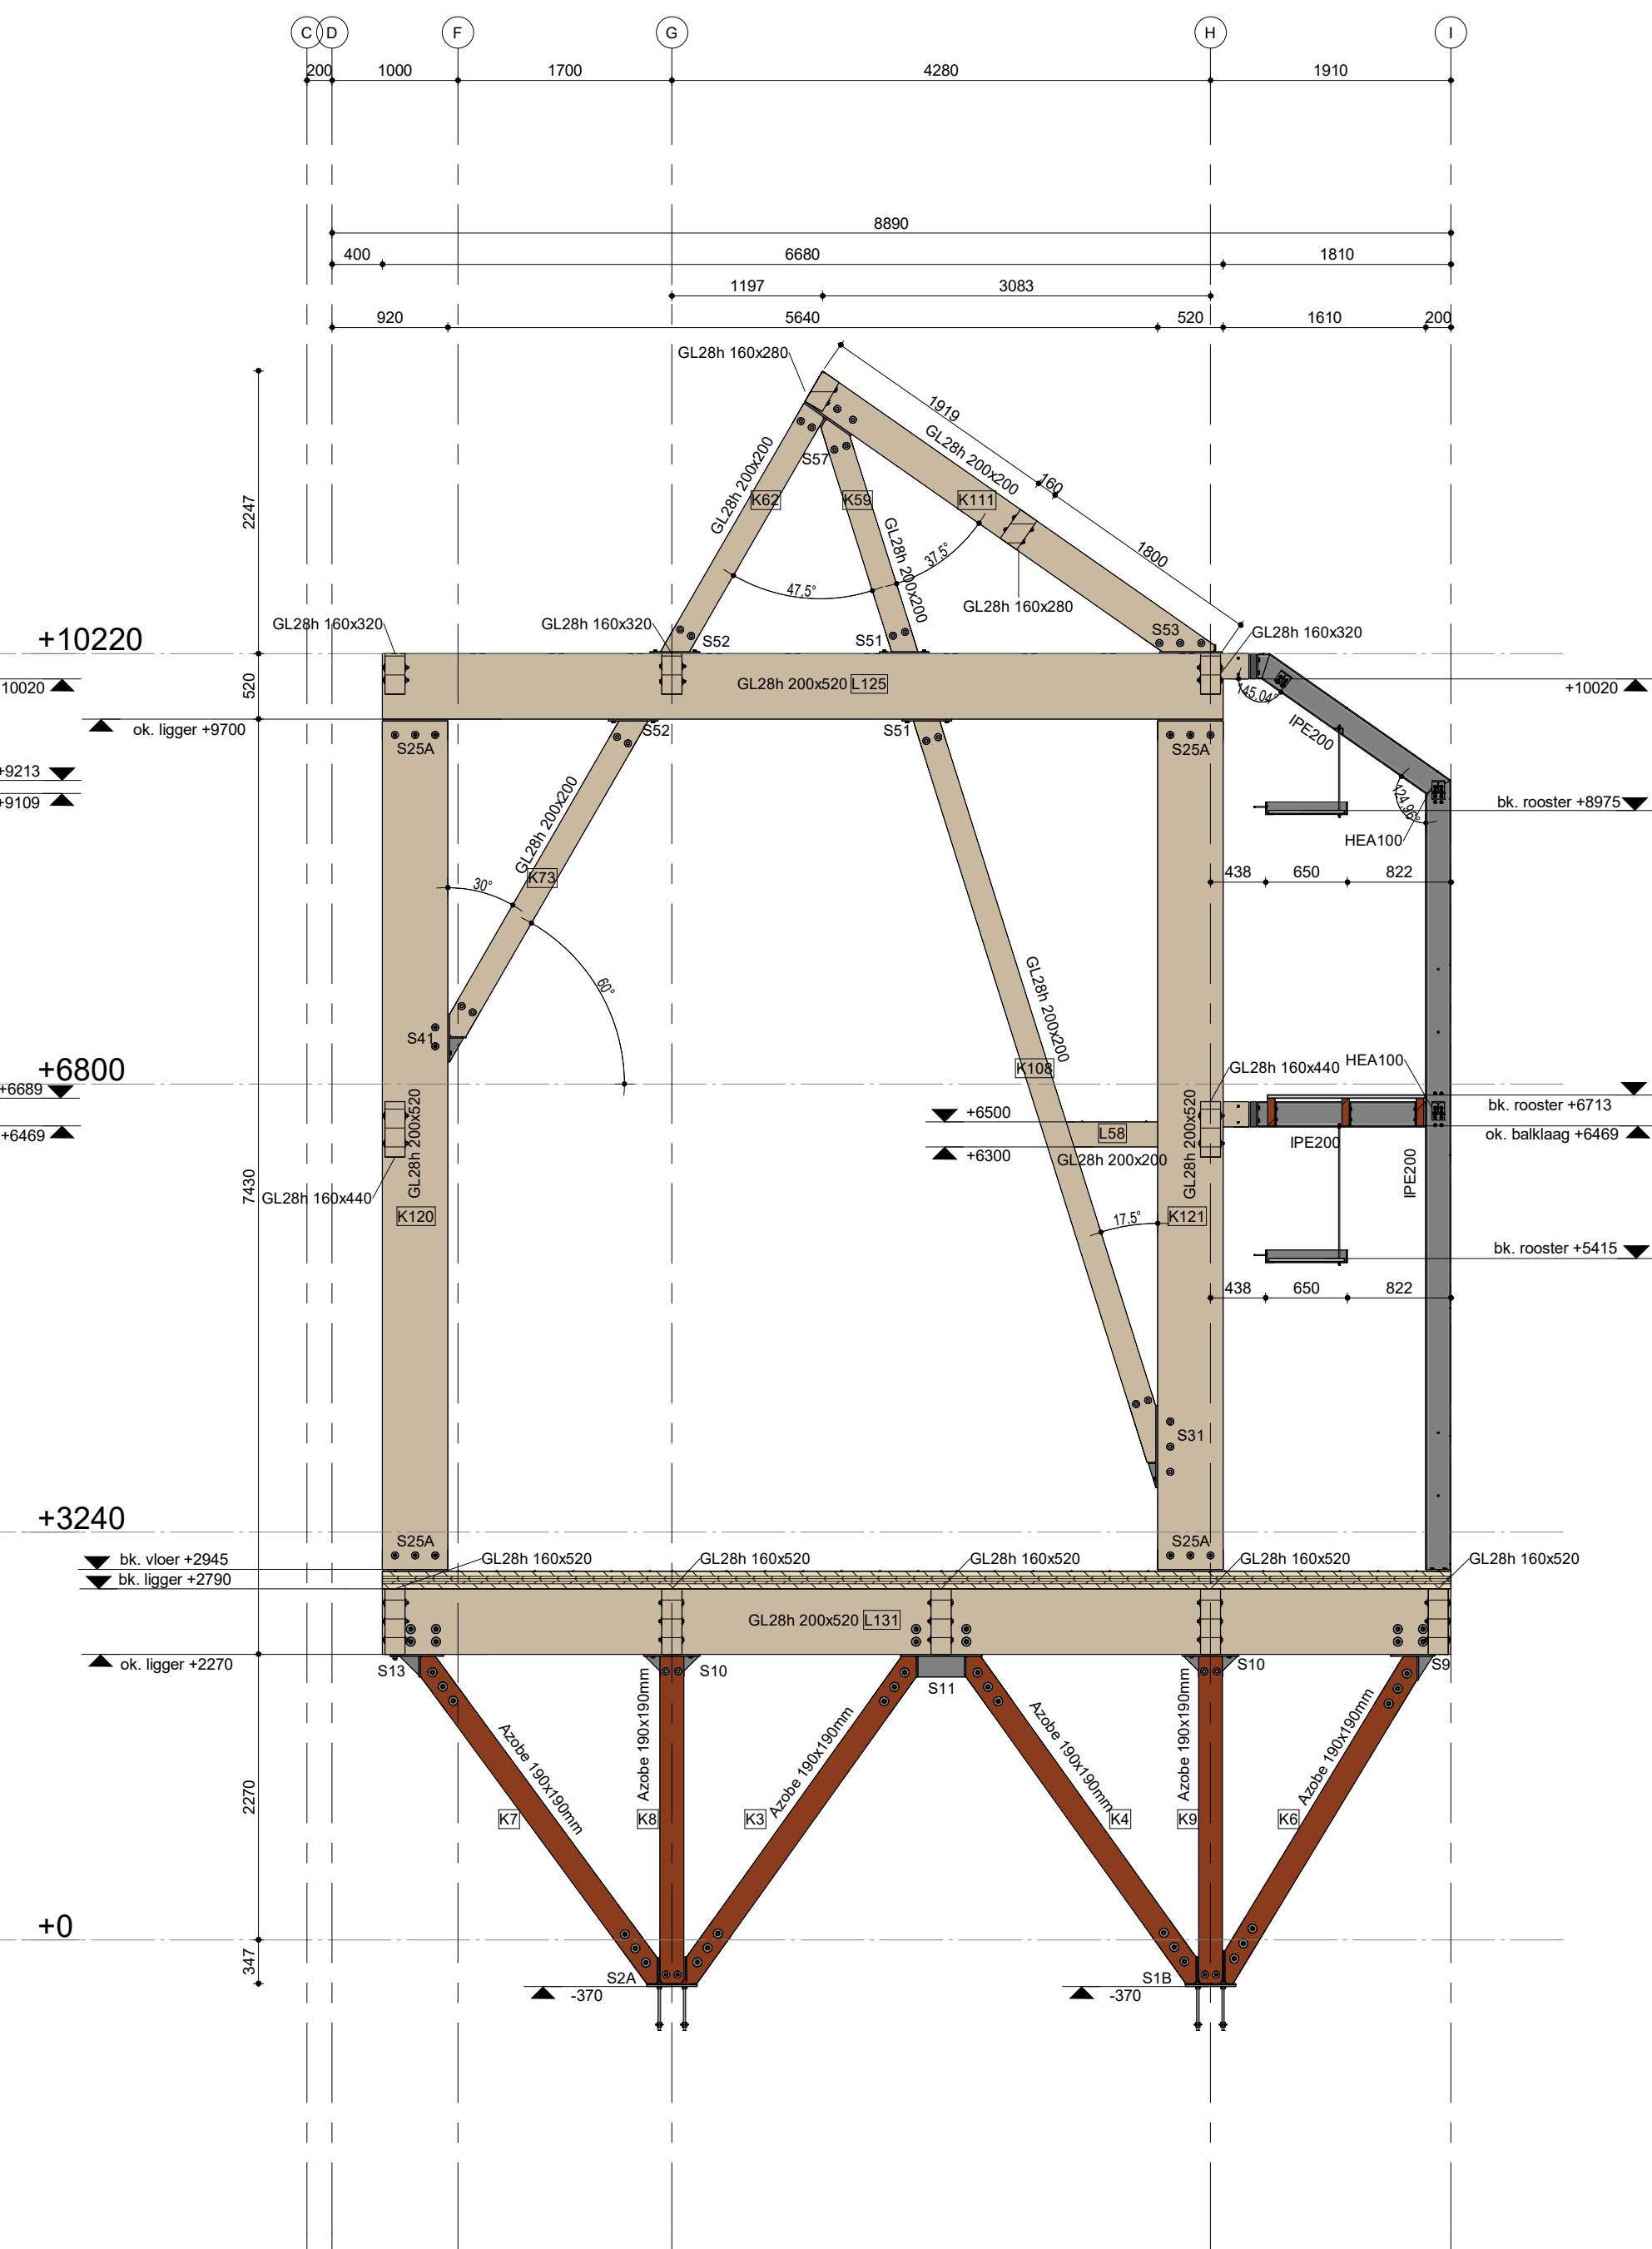 C D F G H I
200 1000 1700 4280 1910
8890
400 6680 1810
1197 3083
920 5640 520 1610 200
GL28h 160x280
1919
GL28h 200x200
GL28h 200x200
S57
160
2247
K62 K59 K111
GL28h 200x200
37,5°
1800
47,5°
GL28h 160x280
GL28h 160x320
GL28h 160x320
S52
S51
S53
GL28h 160x320
+10220
10020
520
GL28h 200x520 L125
+10020
145,04°
ok. ligger +9700
S52
S51
IPE200
S25A
S25A
+9213
+9109
bk. rooster +8975
124,96°
HEA100
GL28h 200x200
438 650 822
K73
30°
60°
GL28h 200x200
S41
+6800
K108
GL28h 160x440
HEA100
+6689
bk. rooster +6713
+6500
L58
+6469
ok. balklaag +6469
IPE200
+6300
GL28h 200x200
GL28h 200x520
GL28h 200x520
IPE200
7430
GL28h 160x440
K120
17,5°
K121
bk. rooster +5415
438 650 822
S31
+3240
S25A
S25A
bk. vloer +2945
GL28h 160x520
GL28h 160x520
GL28h 160x520
GL28h 160x520
GL28h 160x520
bk. ligger +2790
GL28h 200x520 L131
ok. ligger +2270
S13
S10
S11
S10
S9
Azobe 190x190mm
Azobe 190x190mm
Azobe 190x190mm
Azobe 190x190mm
Azobe 190x190mm
Azobe 190x190mm
2270
K7 K8 K3 K4 K9 K6
+0
347
S2A
S1B
-370
-370